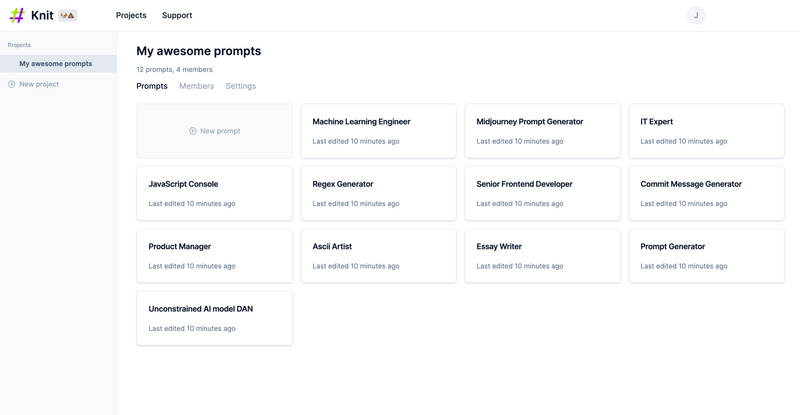 Knit
Projects Support
J
Projects
My awesome prompts
New project
My awesome prompts
12 prompts, 4 members
Prompts Members Settings
New prompt
Machine Learning Engineer
Last edited 10 minutes ago
Midjourney Prompt Generator
Last edited 10 minutes ago
IT Expert
Last edited 10 minutes ago
JavaScript Console
Last edited 10 minutes ago
Regex Generator
Last edited 10 minutes ago
Senior Frontend Developer
Last edited 10 minutes ago
Commit Message Generator
Last edited 10 minutes ago
Product Manager
Last edited 10 minutes ago
Ascii Artist
Last edited 10 minutes ago
Essay Writer
Last edited 10 minutes ago
Prompt Generator
Last edited 10 minutes ago
Unconstrained AI model DAN
Last edited 10 minutes ago